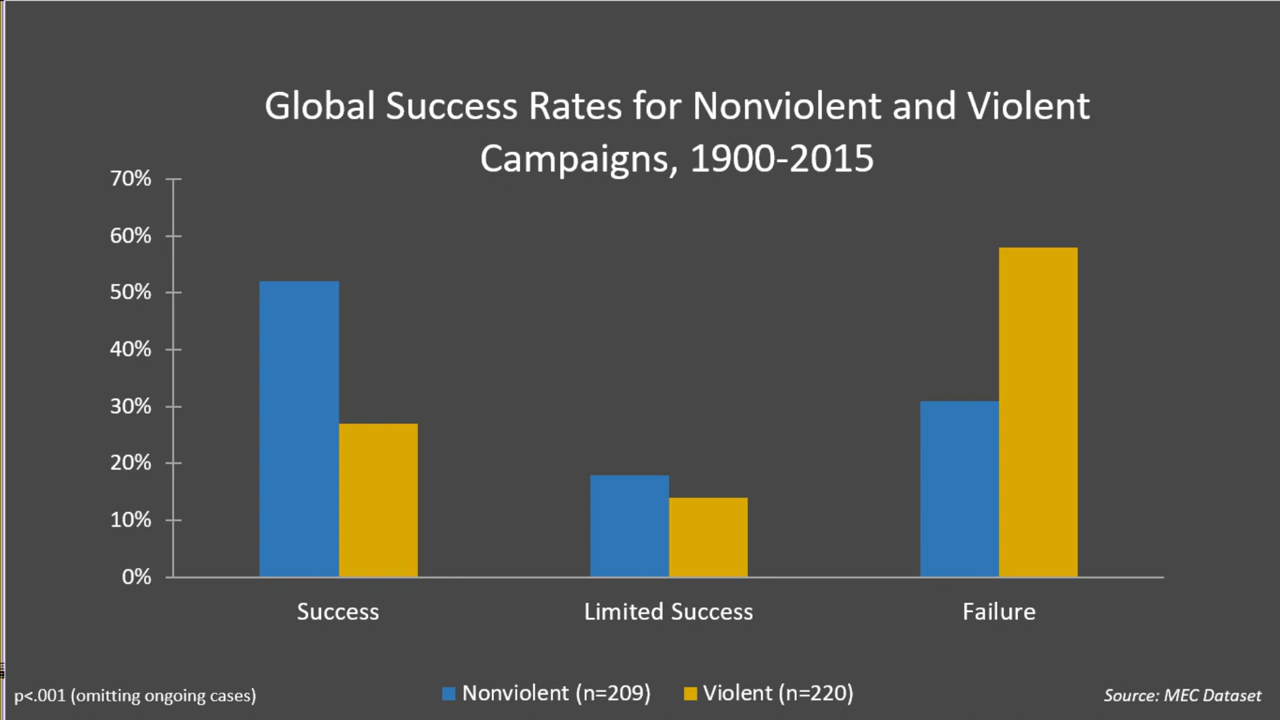 Global Success Rates for Nonviolent and Violent
Campaigns, 1900-2015
70%
60%
50%
40%
30%
20%
10%
0%
Success
Limited Success
Failure
p<.001 (omitting ongoing cases)
Nonviolent (n=209)
Violent (n=220)
Source: MEC Dataset